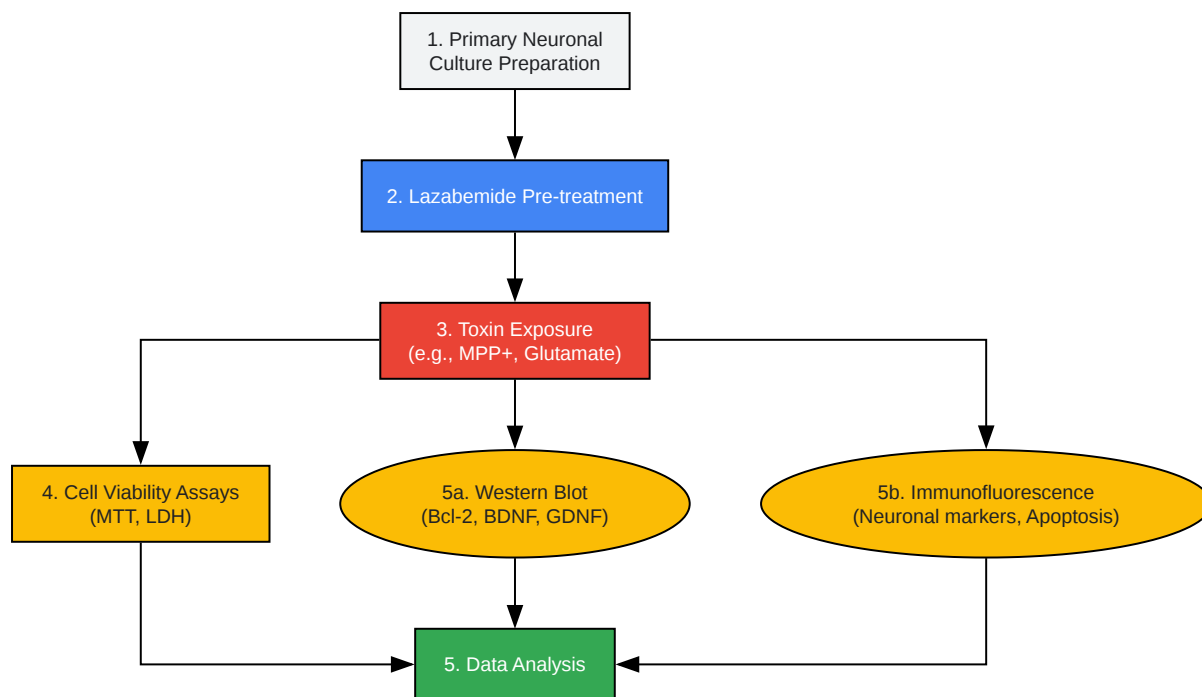 1. Primary Neuronal
Culture Preparation
2. Lazabemide Pre-treatment
3. Toxin Exposure
(e.g., MPP+, Glutamate)
4. Cell Viability Assays
(MTT, LDH)
5a. Western Blot
(Bcl-2, BDNF, GDNF)
5b. Immunofluorescence
(Neuronal markers, Apoptosis)
5. Data Analysis